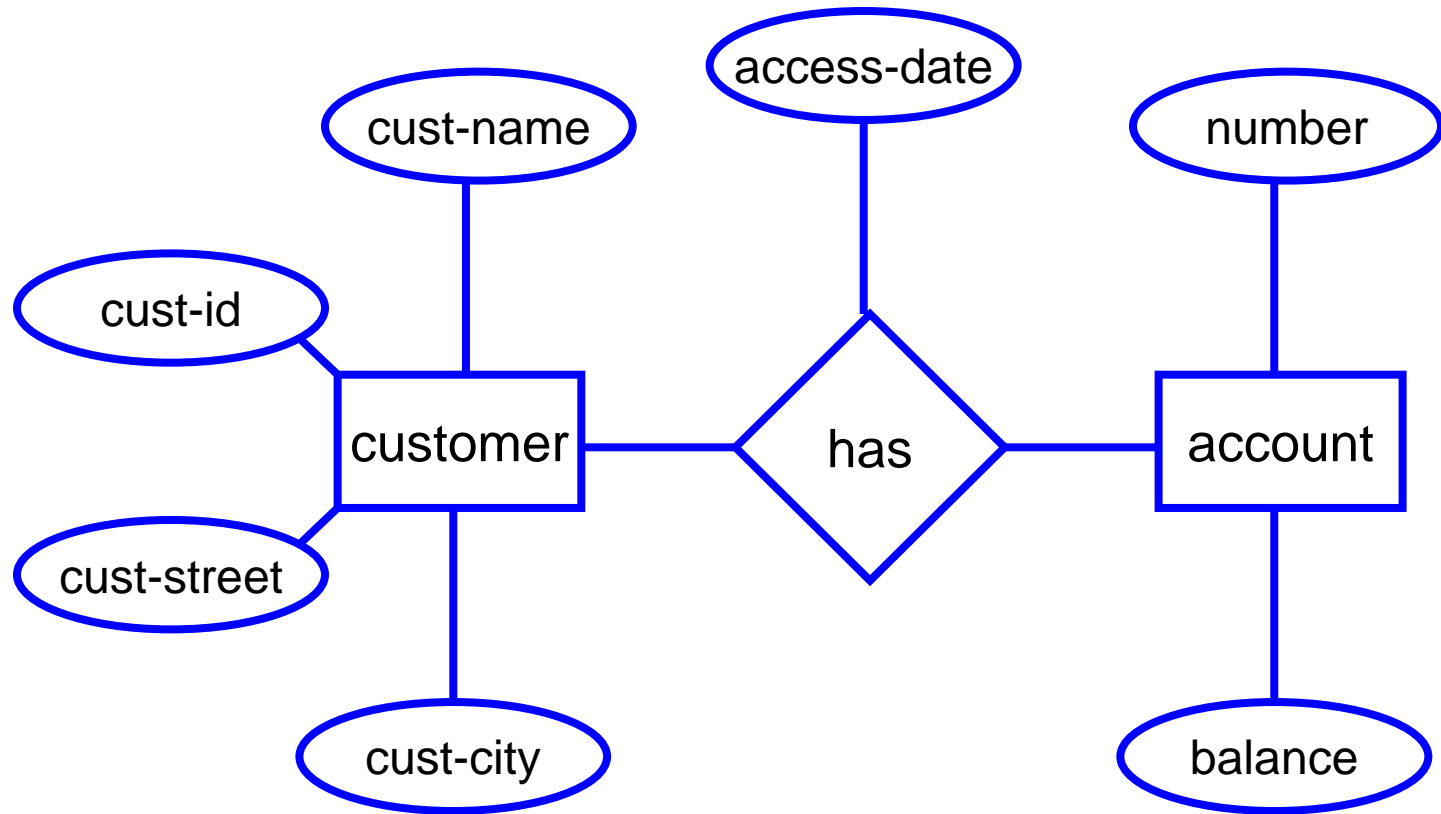 access-date
cust-name
number
cust-id
customer
has
account
cust-street
cust-city
balance